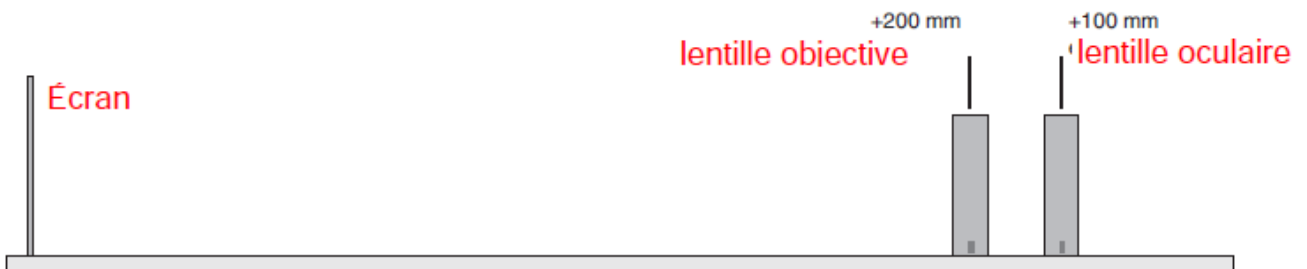 +200 mm
+100 mm
lentille objective
lentille oculaire
Écran